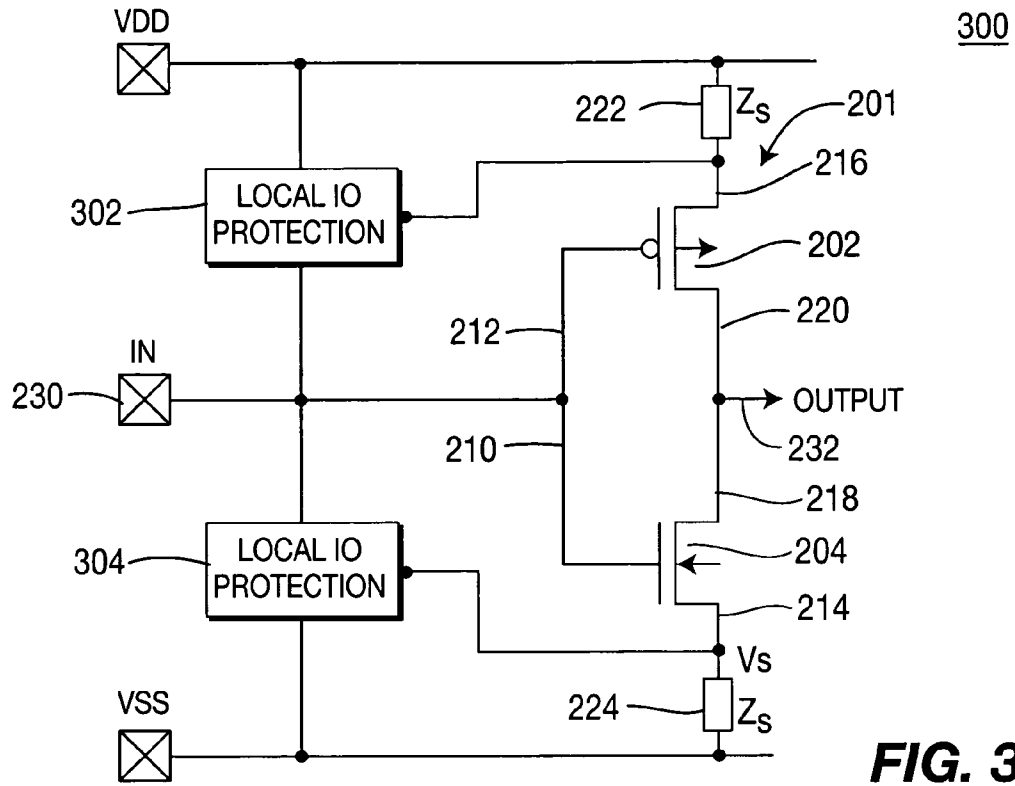 VDD
300
222
ZS
201
216
302
LOCAL IO
PROTECTION
202
212
220
IN
230
OUTPUT
210
232
218
304
LOCAL IO
PROTECTION
204
214
Vs
VSS
224
ZS
FIG. 3